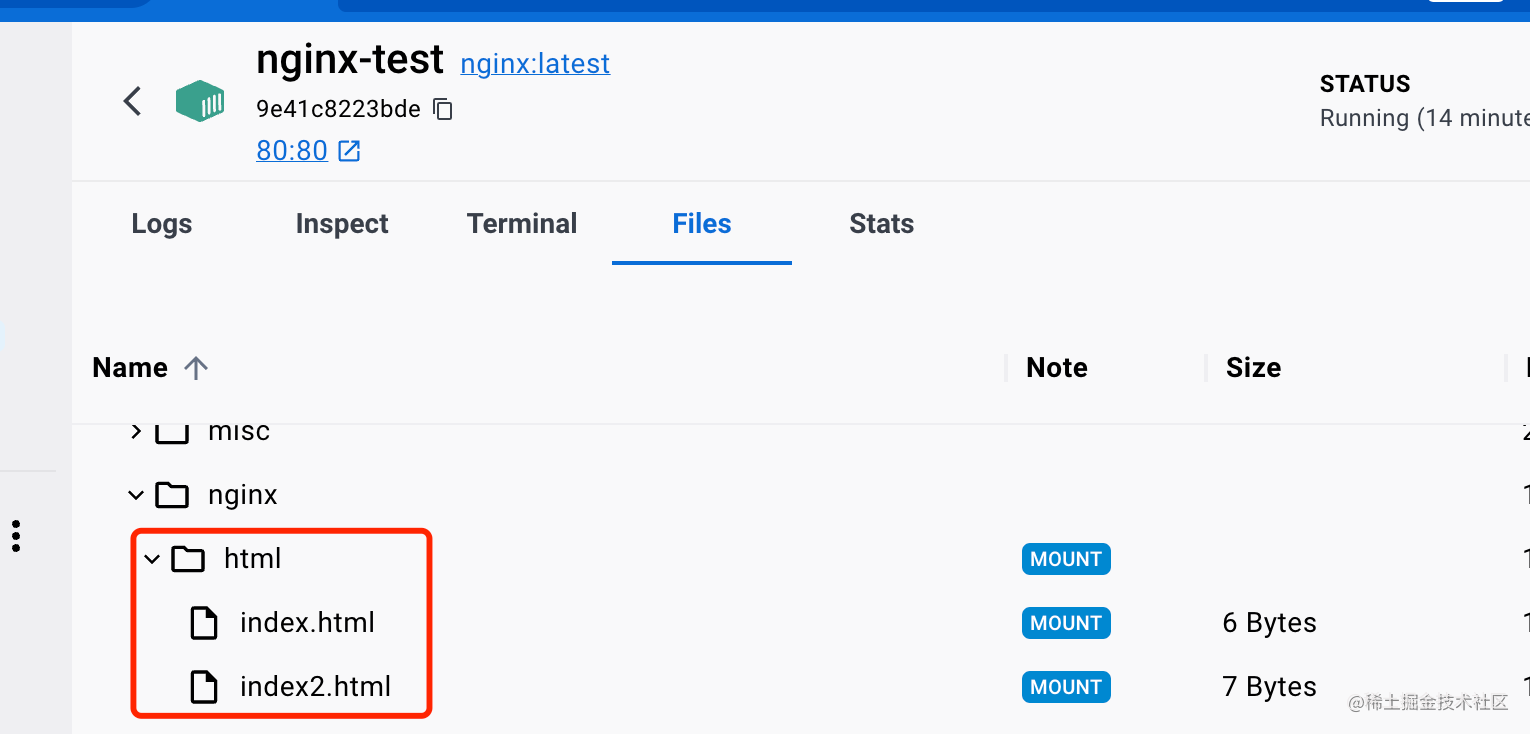 nginx-test nginx:latest
9e41c8223bde
80:80
STATUS
Running (14 minute
Logs Inspect Terminal Files Stats
Name Note Size
misc
nginx
html MOUNT
index.html MOUNT 6 Bytes
index2.html MOUNT 7 Bytes
@稀土掘金技术社区